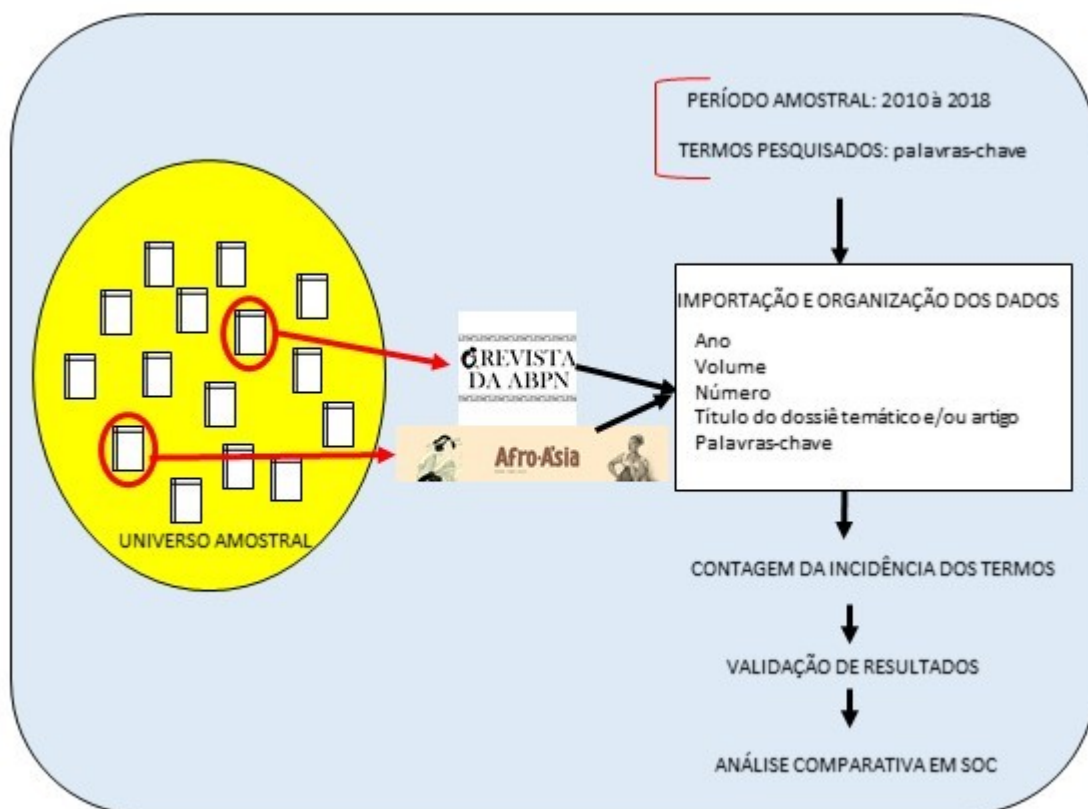 PERÍODO AMOSTRAL: 2010 à 2018
TERMOS PESQUISADOS: palavras-chave
IMPORTAÇÃO E ORGANIZAÇÃO DOS DADOS
Ano
Volume
Número
Título do dossiê temático e/ou artigo
Palavras-chave
REVISTA
DA ABPN
Afro-Ásia
UNIVERSO AMOSTRAL
CONTAGEM DA INCIDÊNCIA DOS TERMOS
VALIDAÇÃO DE RESULTADOS
ANÁLISE COMPARATIVA EM SOC